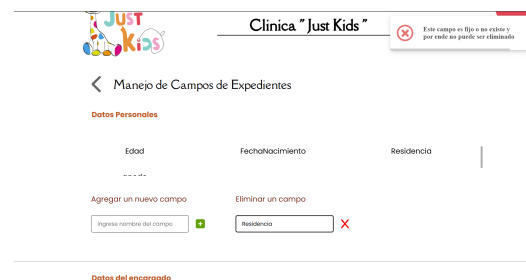 JUST
Kids
Clinica " Just Kids "
Este campo es fijo o no existe y
por ende no puede ser eliminado
Manejo de Campos de Expedientes
Datos Personales
Edad FechaNacimiento Residencia
Agregar un nuevo campo Eliminar un campo
Ingrese nombre del campo Residencia
Datos del encargado